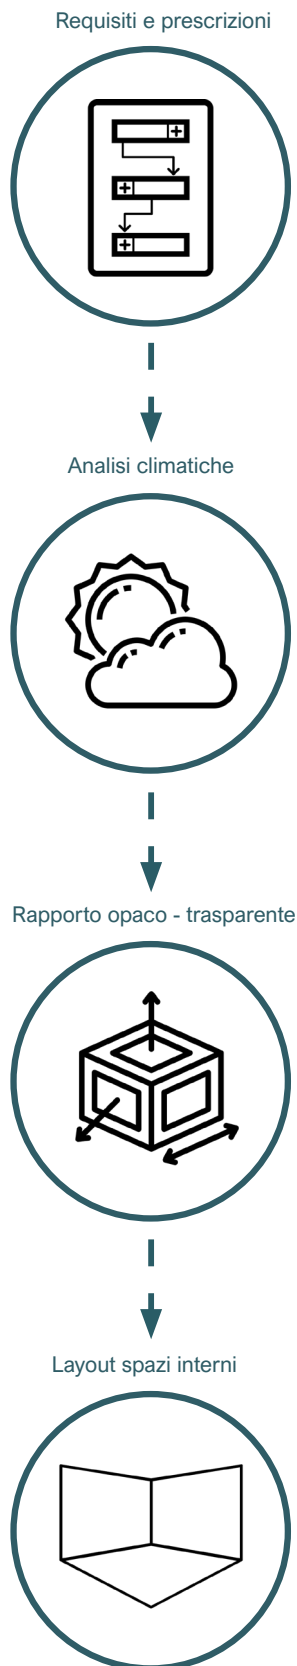 Requisiti e prescrizioni
Analisi climatiche
Rapporto opaco - trasparente
Layout spazi interni